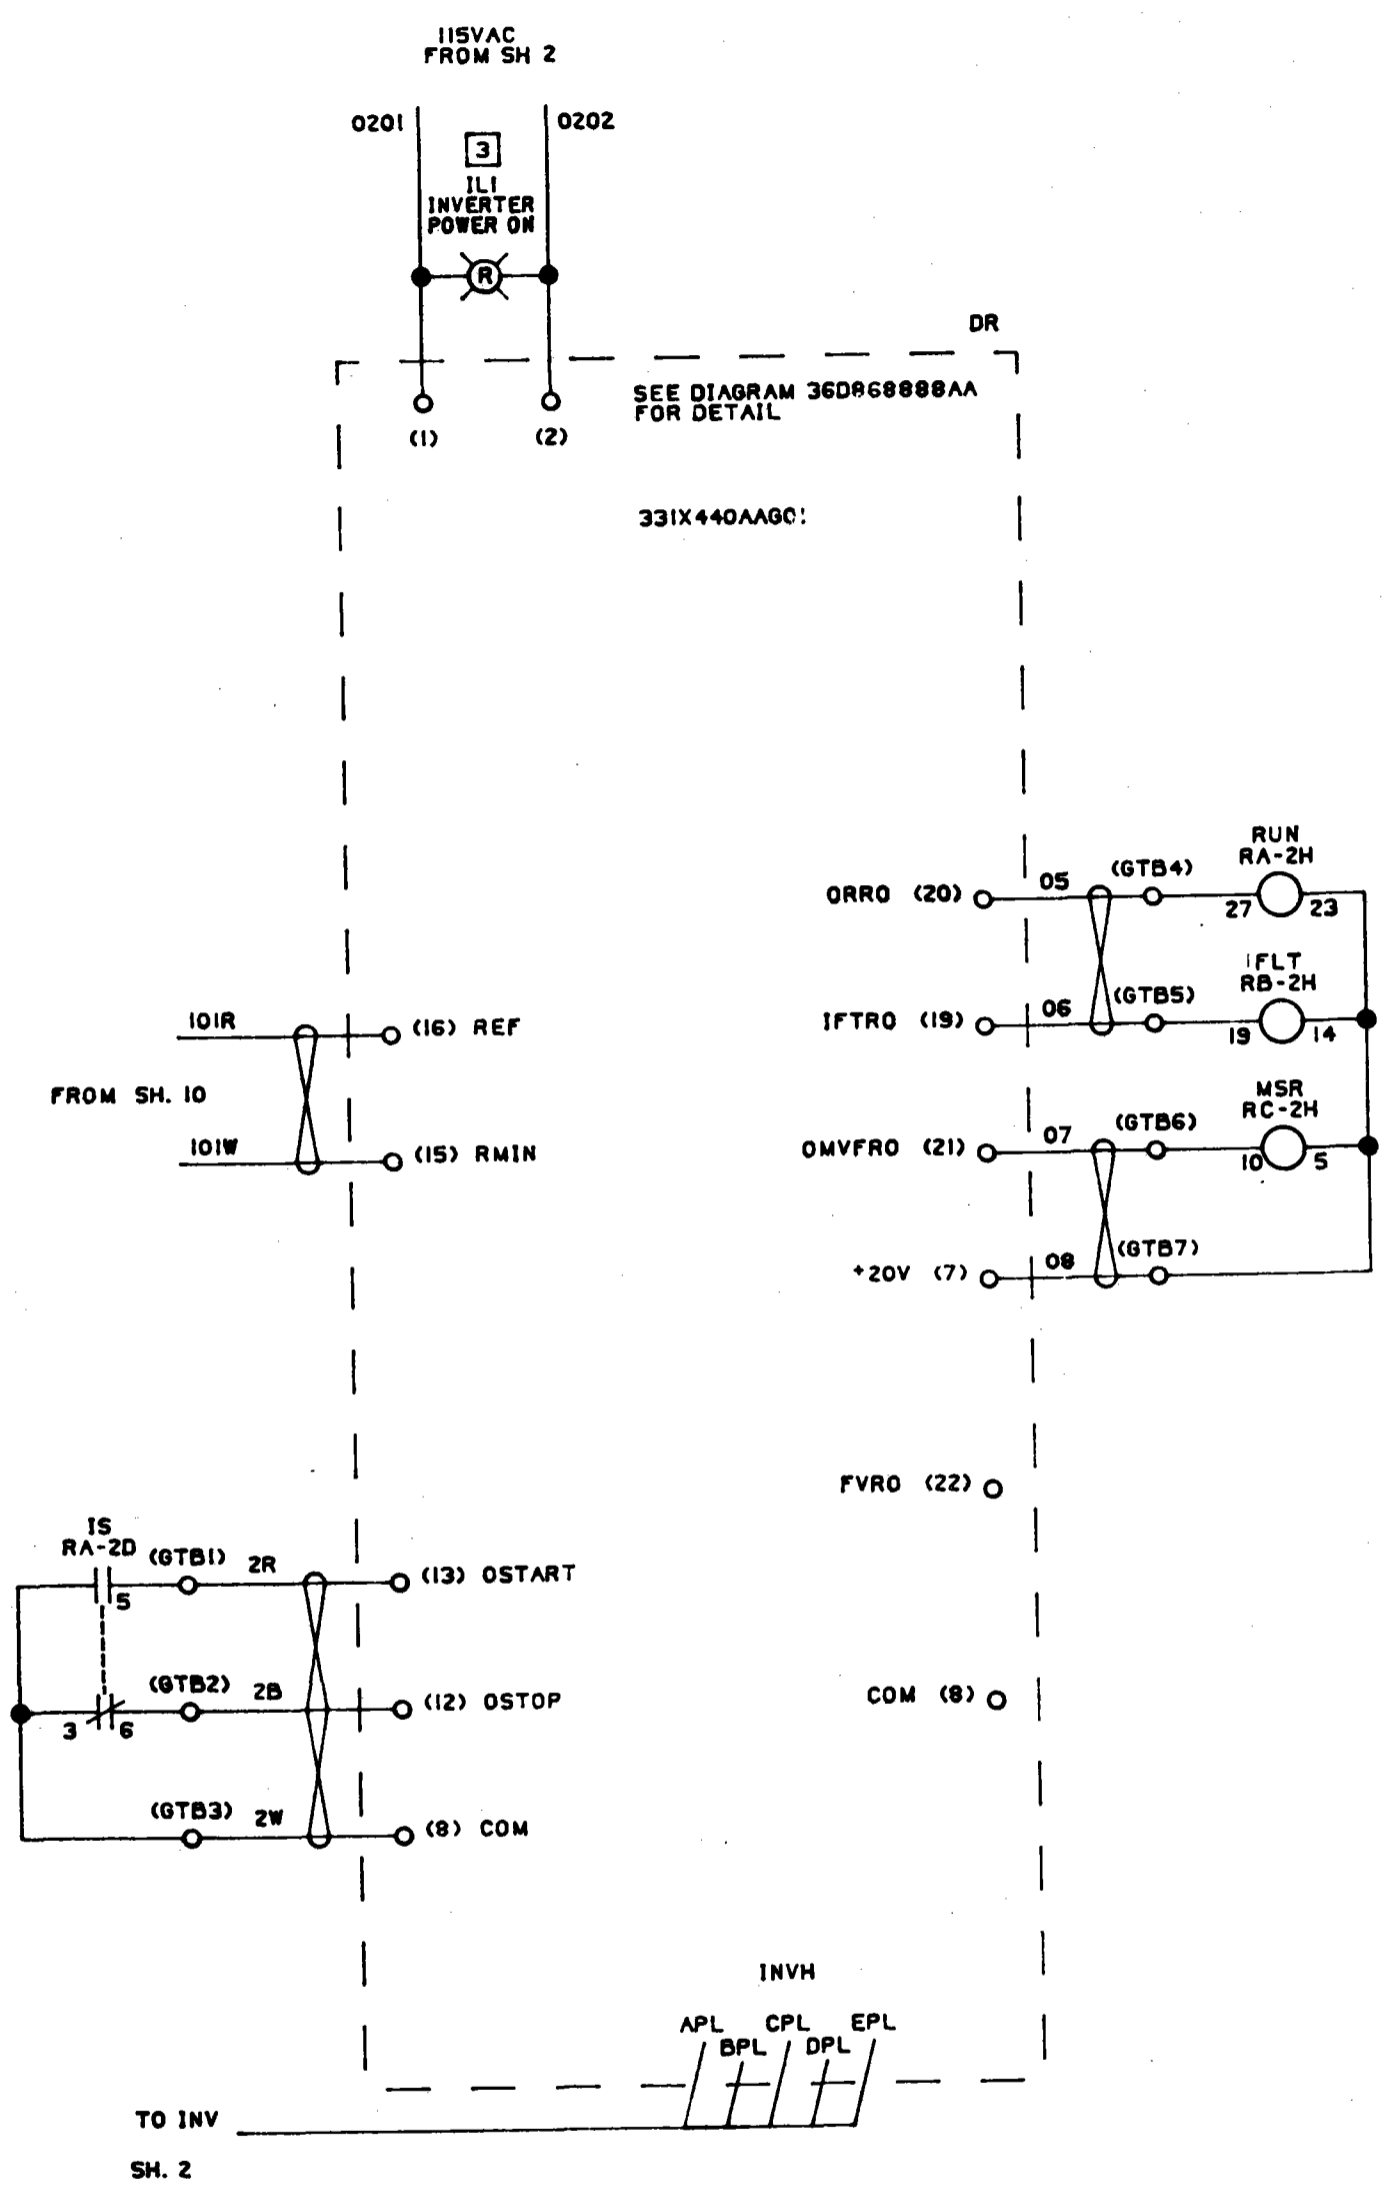 115VAC
FROM SH 2
0201
0202
3
IL1
INVERTER
POWER ON
R
DR
SEE DIAGRAM 36D868888AA
FOR DETAIL
(1)
(2)
331X440AAG01
RUN
RA-2H
ORRO (20)
05
(GTB4)
27
23
IFLT
RB-2H
IFTRO (19)
06
(GTB5)
19
14
101R
(16) REF
FROM SH. 10
101W
(15) RMIN
MSR
RC-2H
OMVFRO (21)
07
(GTB6)
10
5
+20V (7)
08
(GTB7)
FVRO (22)
IS
RA-2D
(GTB1)
2R
(13) OSTART
5
(GTB2)
2B
(12) OSTOP
3
6
COM (8)
(GTB3)
2W
(8) COM
INVH
APL
BPL
CPL
DPL
EPL
TO INV
SH. 2